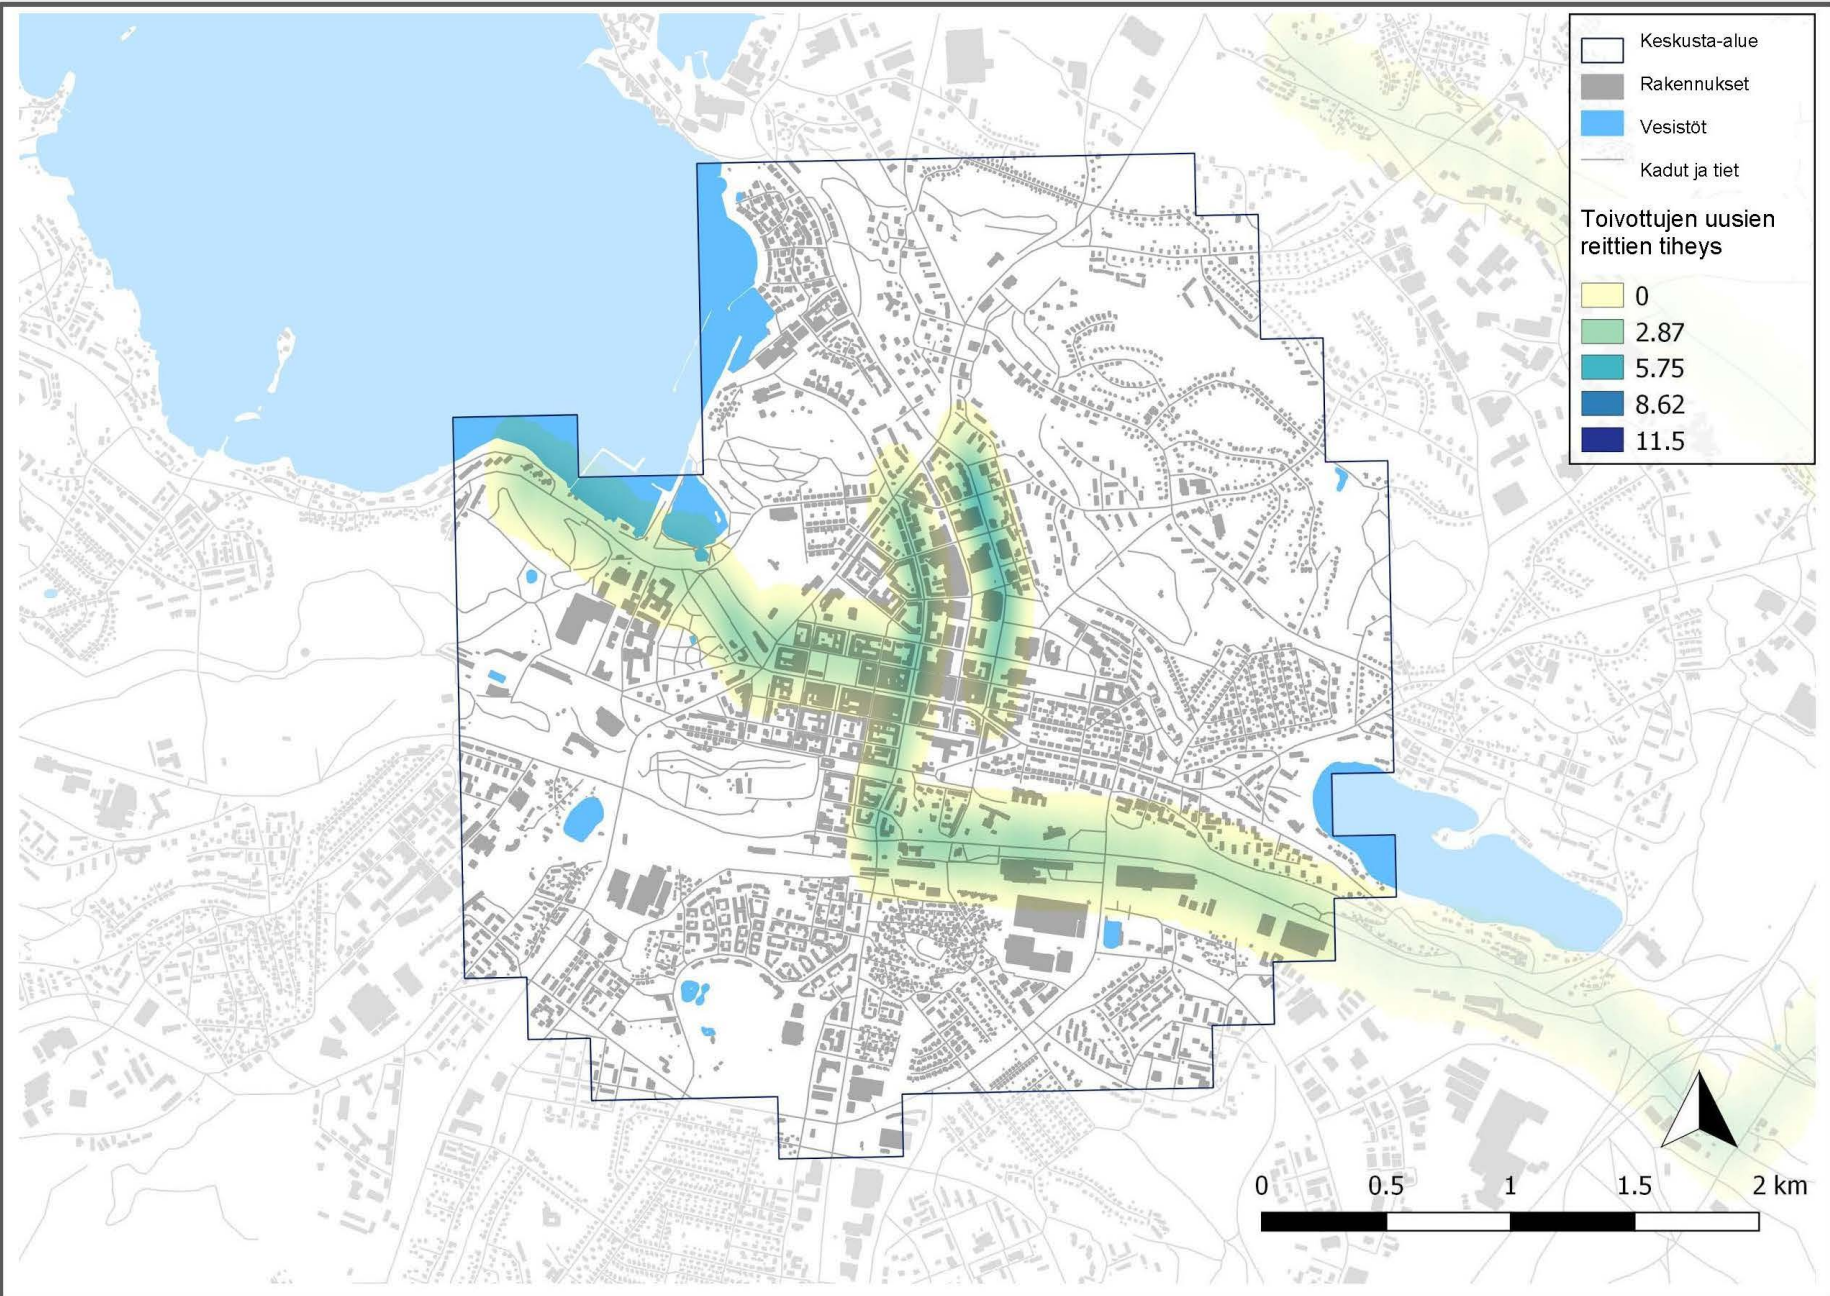 Keskusta-alue
Rakennukset
Vesistöt
Kadut ja tiet
Toivottujen uusien
reittien tiheys
0
2.87
5.75
8.62
11.5
0 0.5 1 1.5 2 km